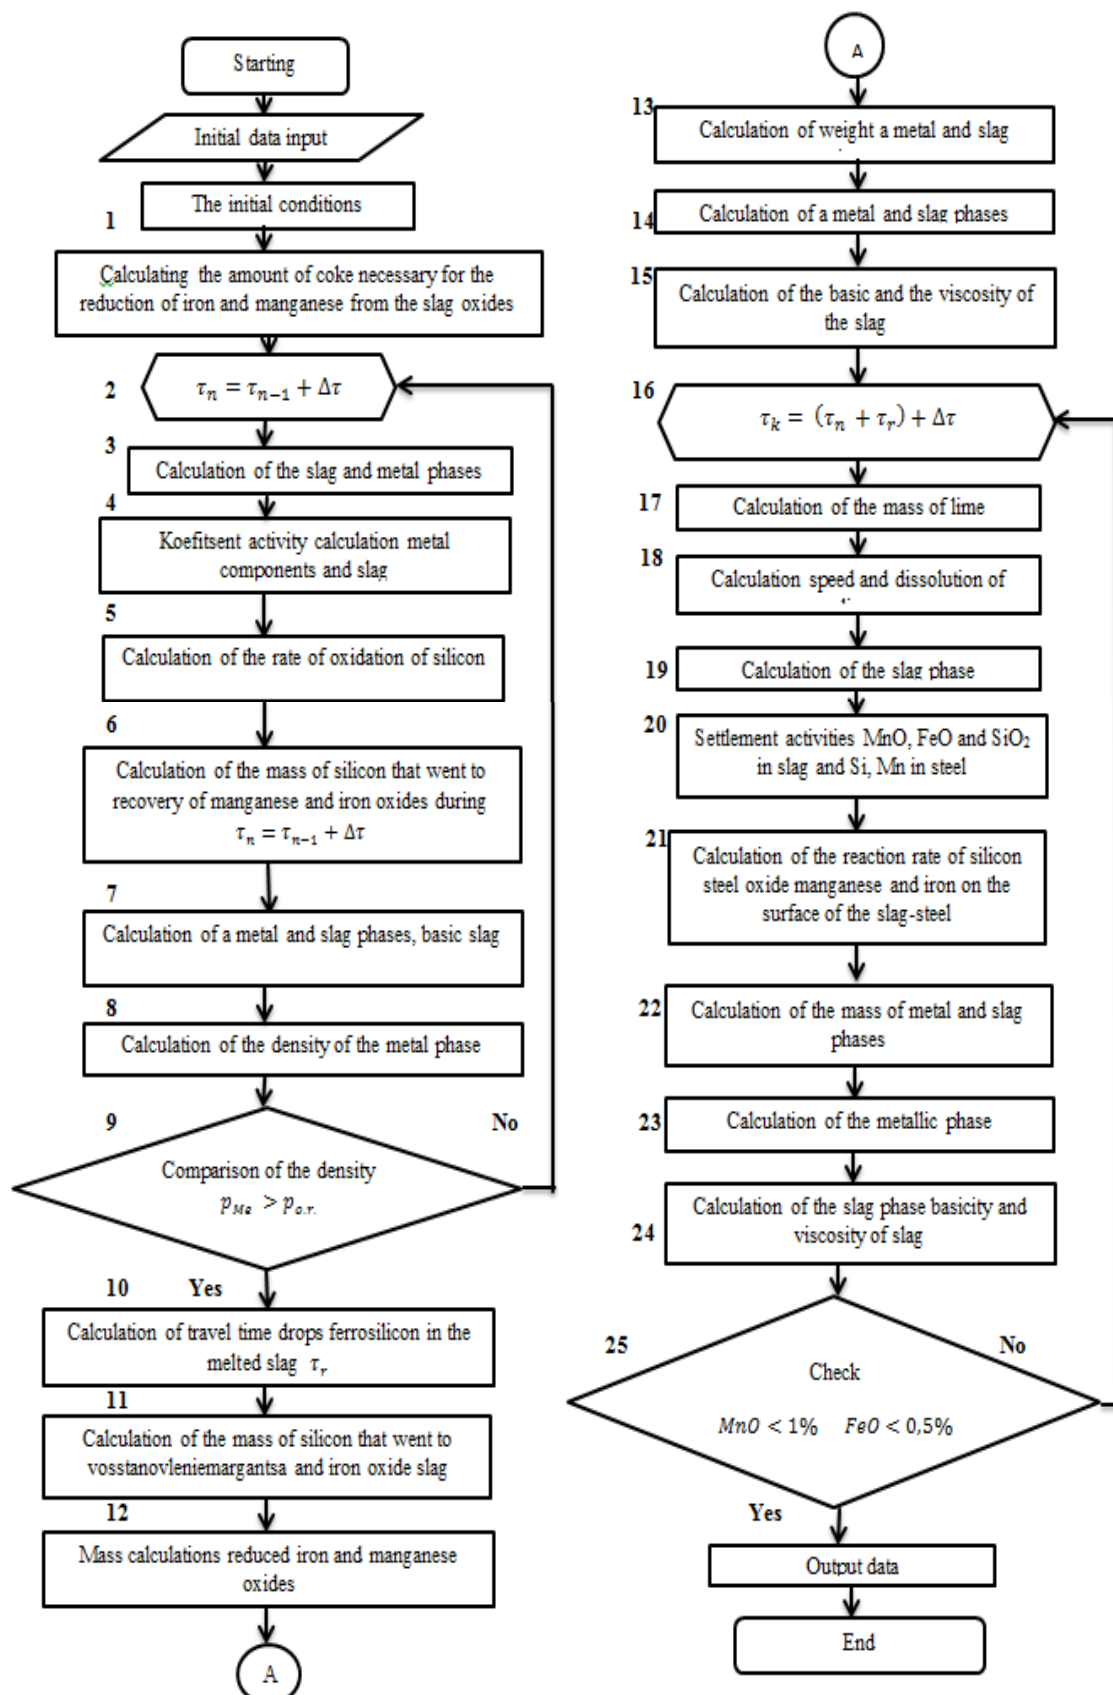 Starting
Initial data input
1
The initial conditions
Calculating the amount of coke necessary for the
reduction of iron and manganese from the slag oxides
2
τₙ = τₙ₋₁ + Δτ
3
Calculation of the slag and metal phases
4
Koefitsent activity calculation metal
components and slag
5
Calculation of the rate of oxidation of silicon
6
Calculation of the mass of silicon that went to
recovery of manganese and iron oxides during
τₙ = τₙ₋₁ + Δτ
7
Calculation of a metal and slag phases, basic slag
8
Calculation of the density of the metal phase
9
No
Comparison of the density
p_Me > p_o.r.
10
Yes
Calculation of travel time drops ferrosilicon in the
melted slag τ_r
11
Calculation of the mass of silicon that went to
vosstanovleniemargantsa and iron oxide slag
12
Mass calculations reduced iron and manganese
oxides
A
A
13
Calculation of weight a metal and slag
14
Calculation of a metal and slag phases
15
Calculation of the basic and the viscosity of
the slag
16
τ_k = (τₙ + τ_r) + Δτ
17
Calculation of the mass of lime
18
Calculation speed and dissolution of
19
Calculation of the slag phase
20
Settlement activities MnO, FeO and SiO₂
in slag and Si, Mn in steel
21
Calculation of the reaction rate of silicon
steel oxide manganese and iron on the
surface of the slag-steel
22
Calculation of the mass of metal and slag
phases
23
Calculation of the metallic phase
24
Calculation of the slag phase basicity and
viscosity of slag
25
No
Check
MnO < 1% FeO < 0,5%
Yes
Output data
End